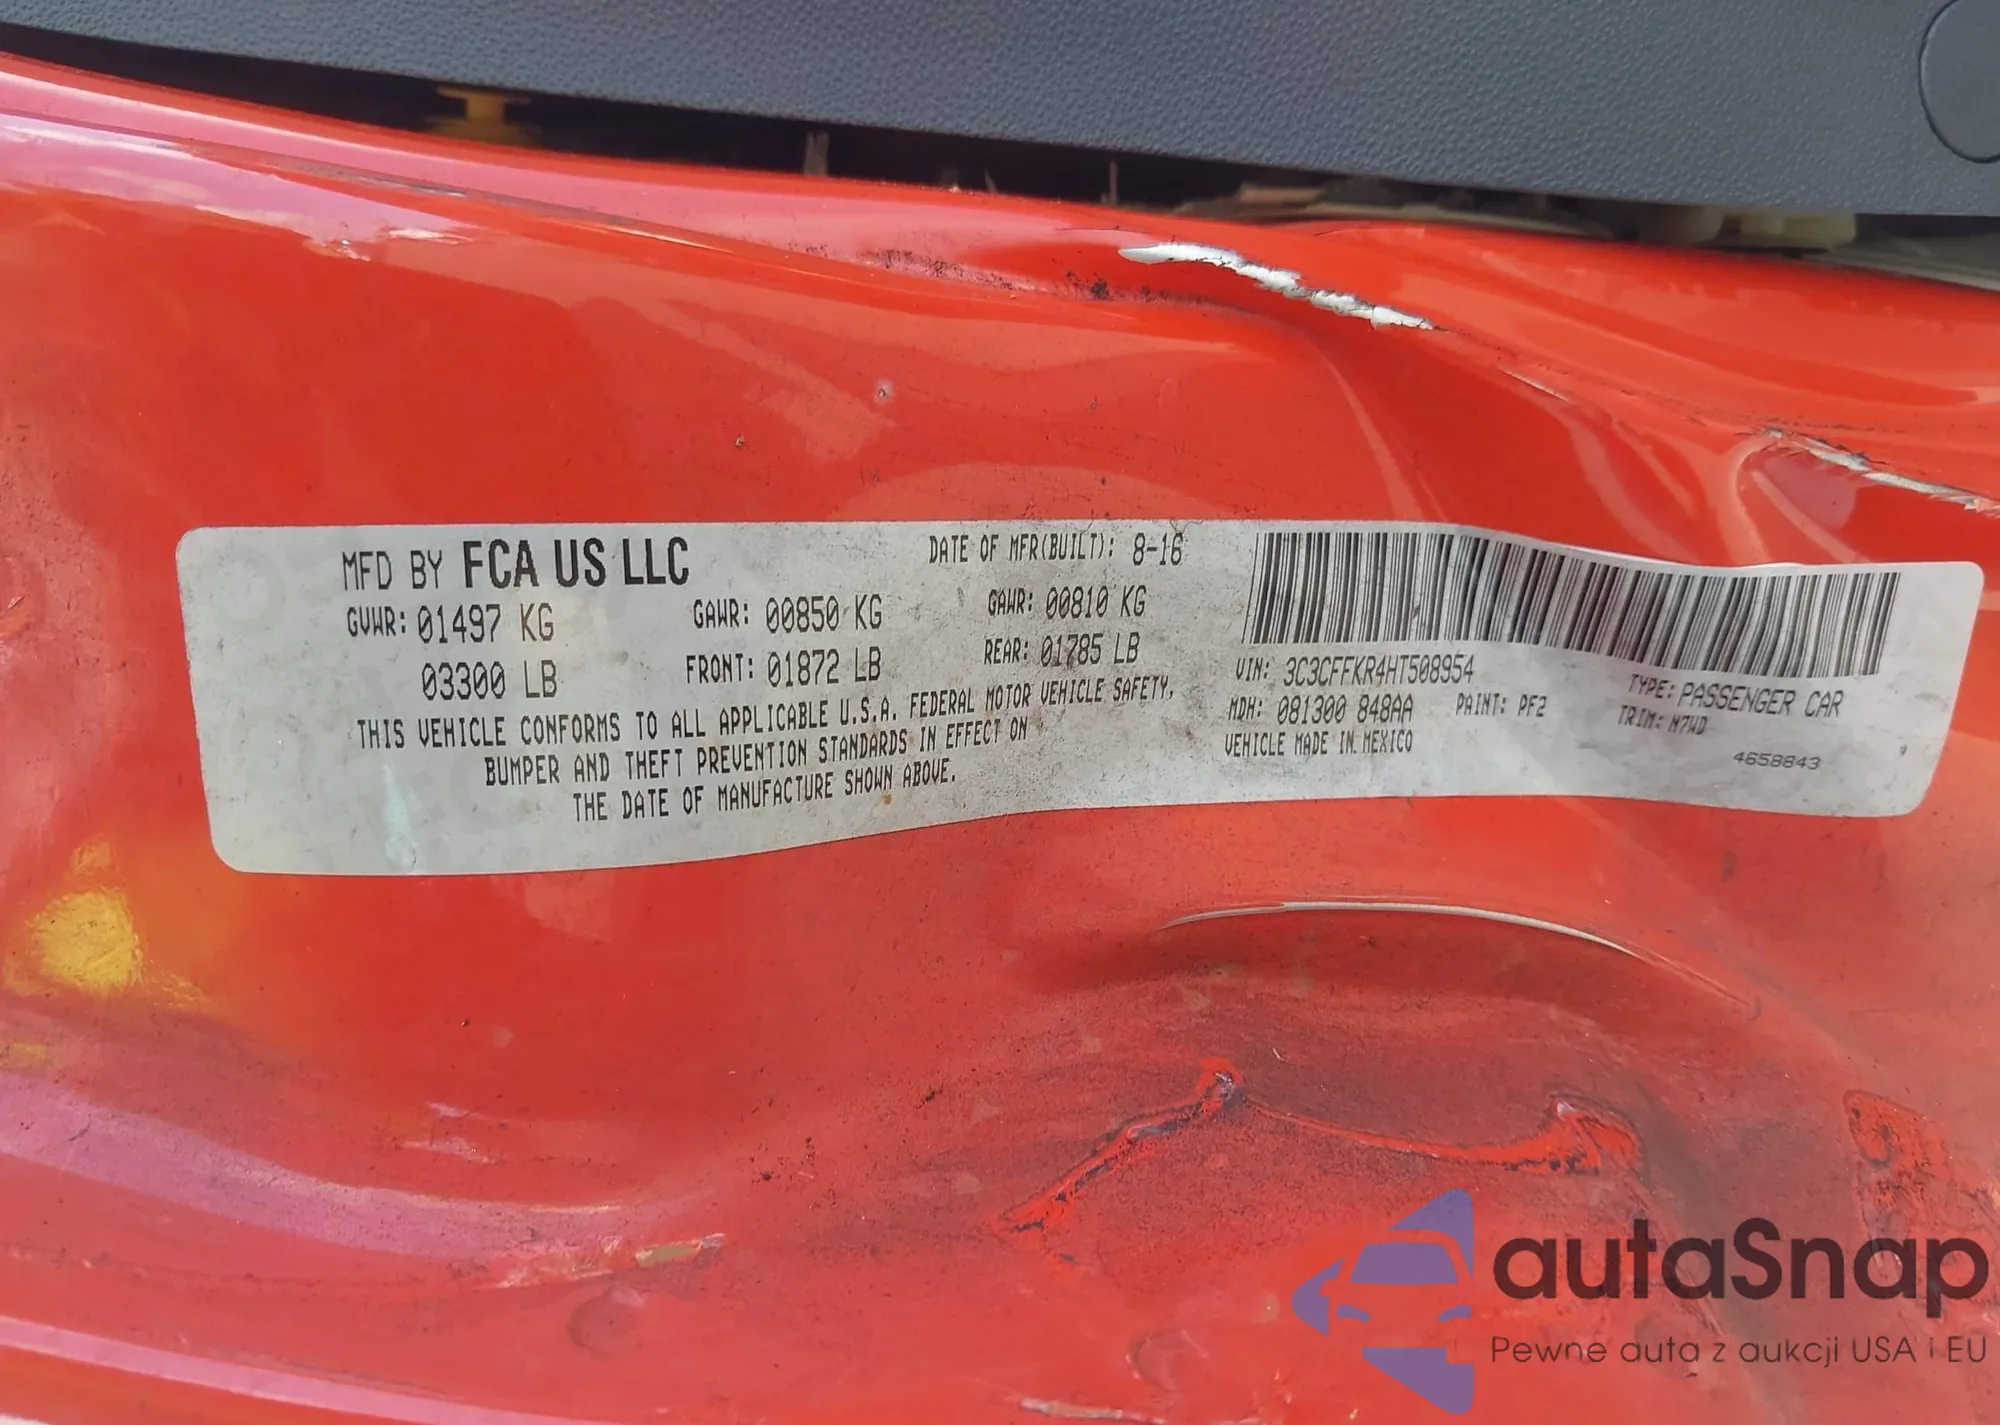 MFD BY FCA US LLC
DATE OF MFR(BUILT): 8-16
GVWR: 01497 KG
GAWR: 00850 KG
GAWR: 00810 KG
03300 LB
FRONT: 01872 LB
REAR: 01785 LB
THIS VEHICLE CONFORMS TO ALL APPLICABLE U.S.A. FEDERAL MOTOR VEHICLE SAFETY,
BUMPER AND THEFT PREVENTION STANDARDS IN EFFECT ON
THE DATE OF MANUFACTURE SHOWN ABOVE.
VIN: 3C3CFFKR4HT508954
TYPE: PASSENGER CAR
MDH: 081300 848AA
PAINT: PF2
TRIM: M7WD
VEHICLE MADE IN MEXICO
4658843
autaSnap
Pewne auta z aukcji USA i EU